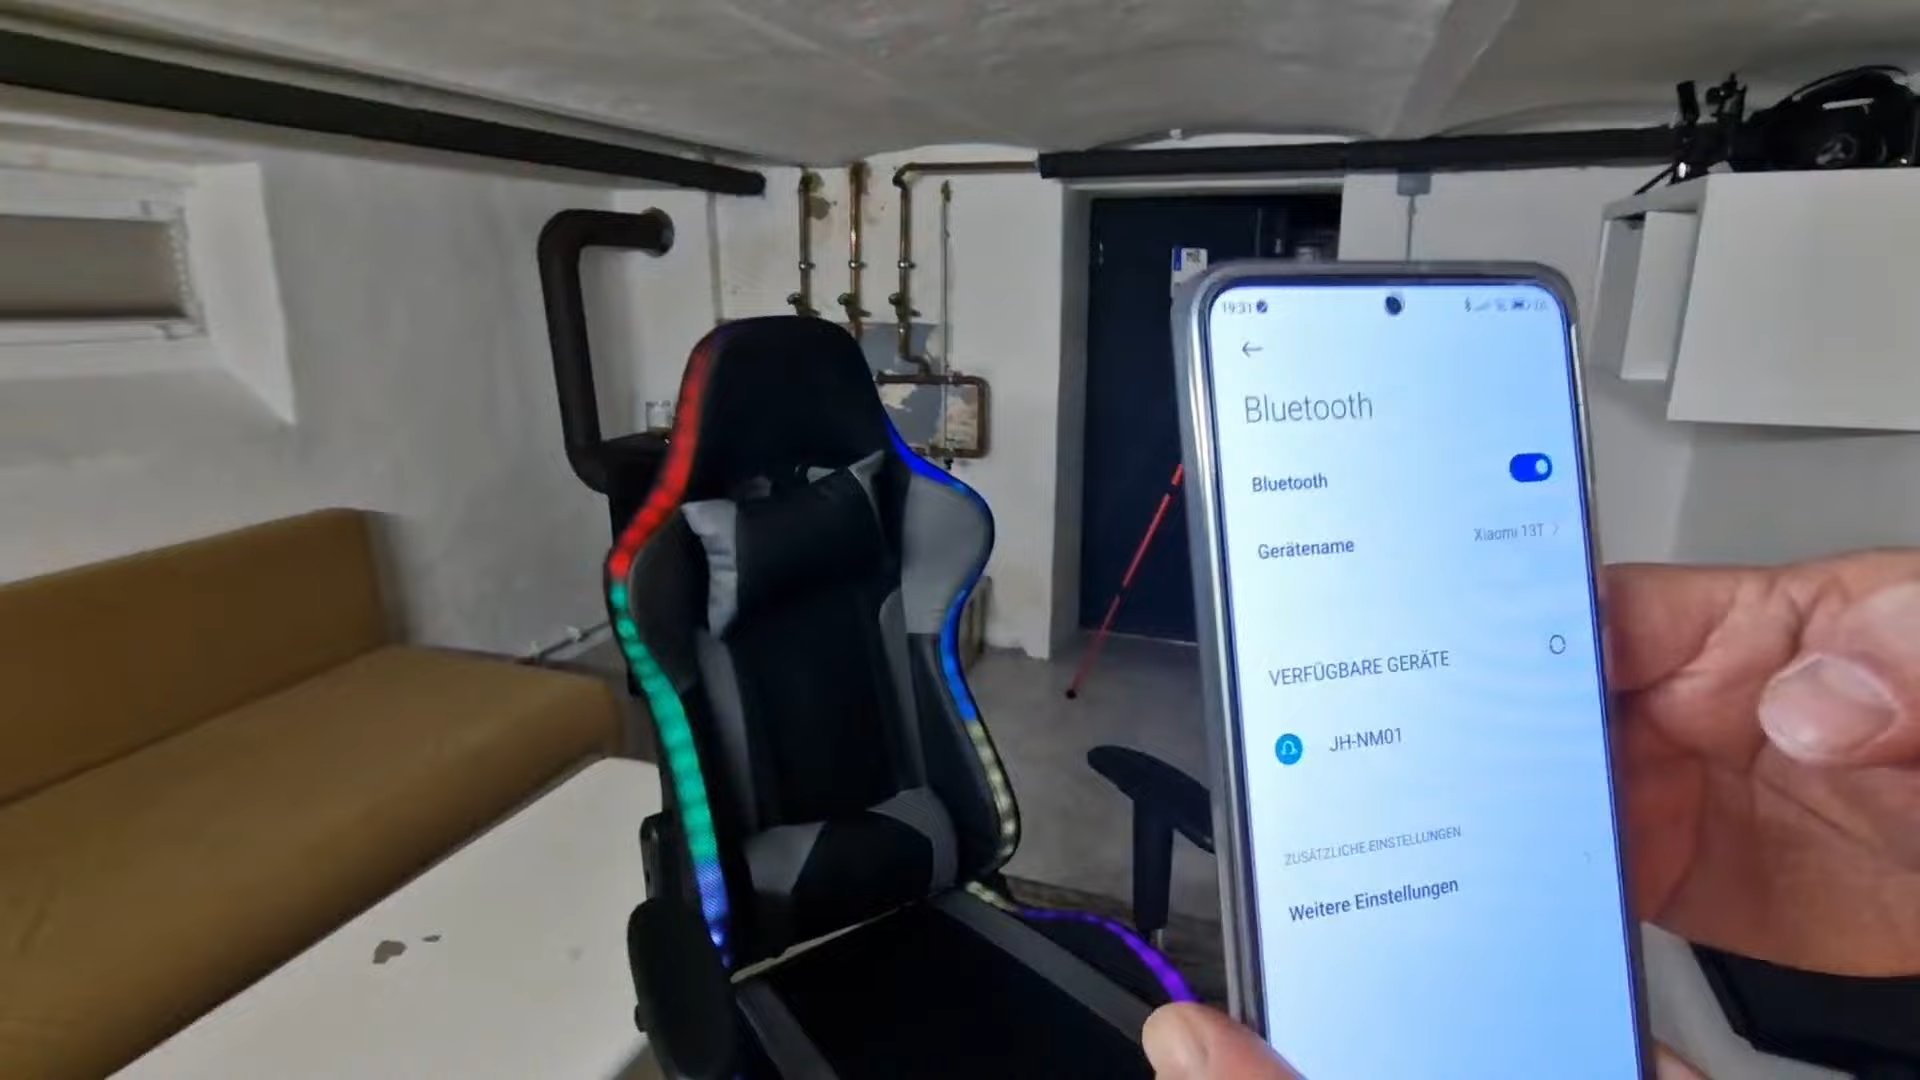 19:31
Bluetooth
Bluetooth
Gerätename
Xiaomi 13T
VERFÜGBARE GERÄTE
JH-NM01
ZUSÄTZLICHE EINSTELLUNGEN
Weitere Einstellungen